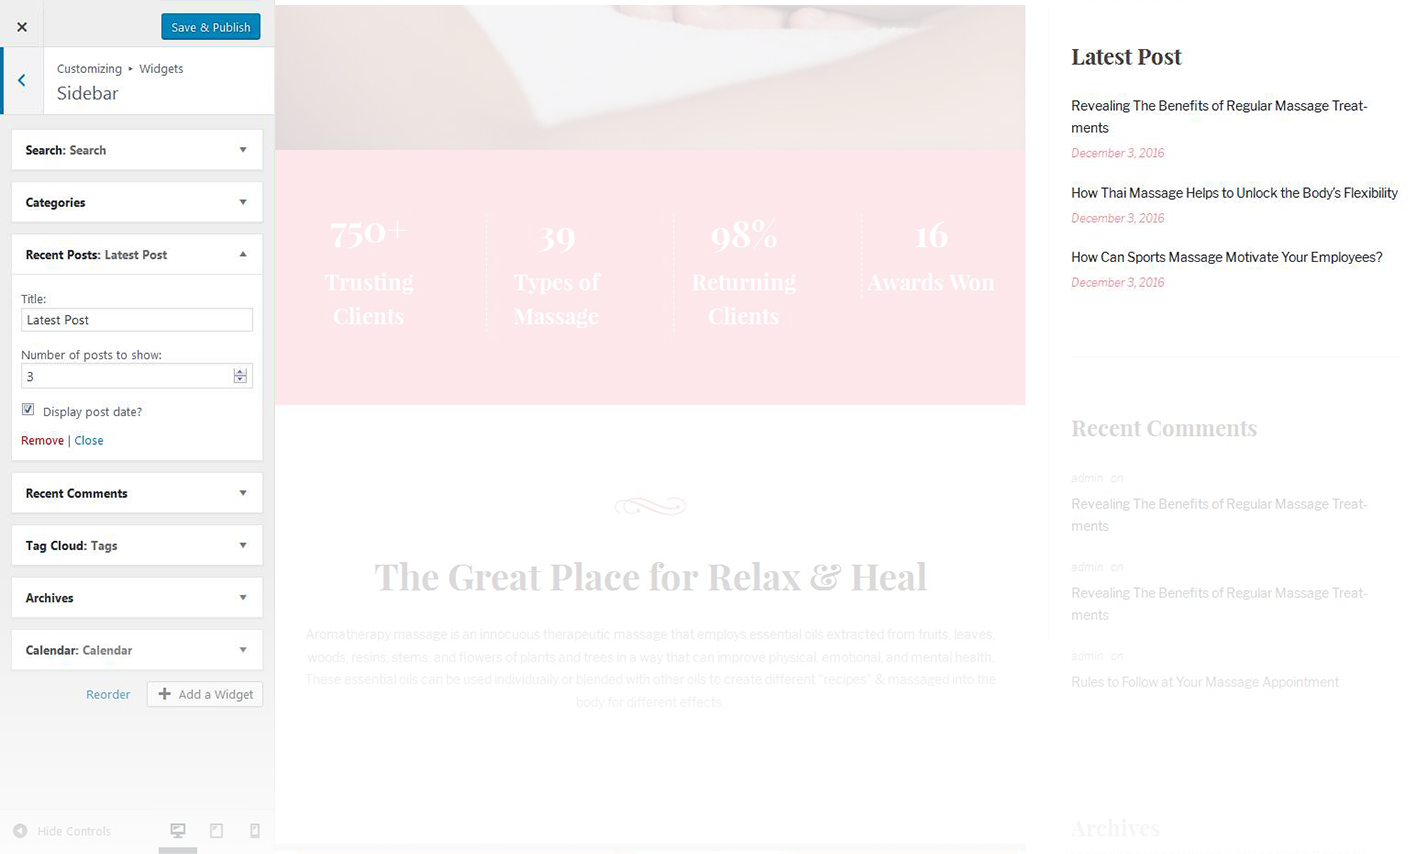 Save & Publish
Customizing ▸ Widgets
Sidebar
Search: Search
Categories
Recent Posts: Latest Post
Title:
Latest Post
Number of posts to show:
3
Display post date?
Remove | Close
Recent Comments
Tag Cloud: Tags
Archives
Calendar: Calendar
Reorder
Add a Widget
Hide Controls
750+
Trusting
Clients
39
Types of
Massage
98%
Returning
Clients
16
Awards Won
The Great Place for Relax & Heal
Aromatherapy massage is an innocuous therapeutic massage that employs essential oils extracted from fruits, leaves,
woods, resins, stems, and flowers of plants and trees in a way that can improve physical, emotional, and mental health.
These essential oils can be used individually or blended with other oils to create different “recipes” & massaged into the
body for different effects.
Latest Post
Revealing The Benefits of Regular Massage Treat-
ments
December 3, 2016
How Thai Massage Helps to Unlock the Body's Flexibility
December 3, 2016
How Can Sports Massage Motivate Your Employees?
December 3, 2016
Recent Comments
admin on
Revealing The Benefits of Regular Massage Treat-
ments
admin on
Revealing The Benefits of Regular Massage Treat-
ments
admin on
Rules to Follow at Your Massage Appointment
Archives